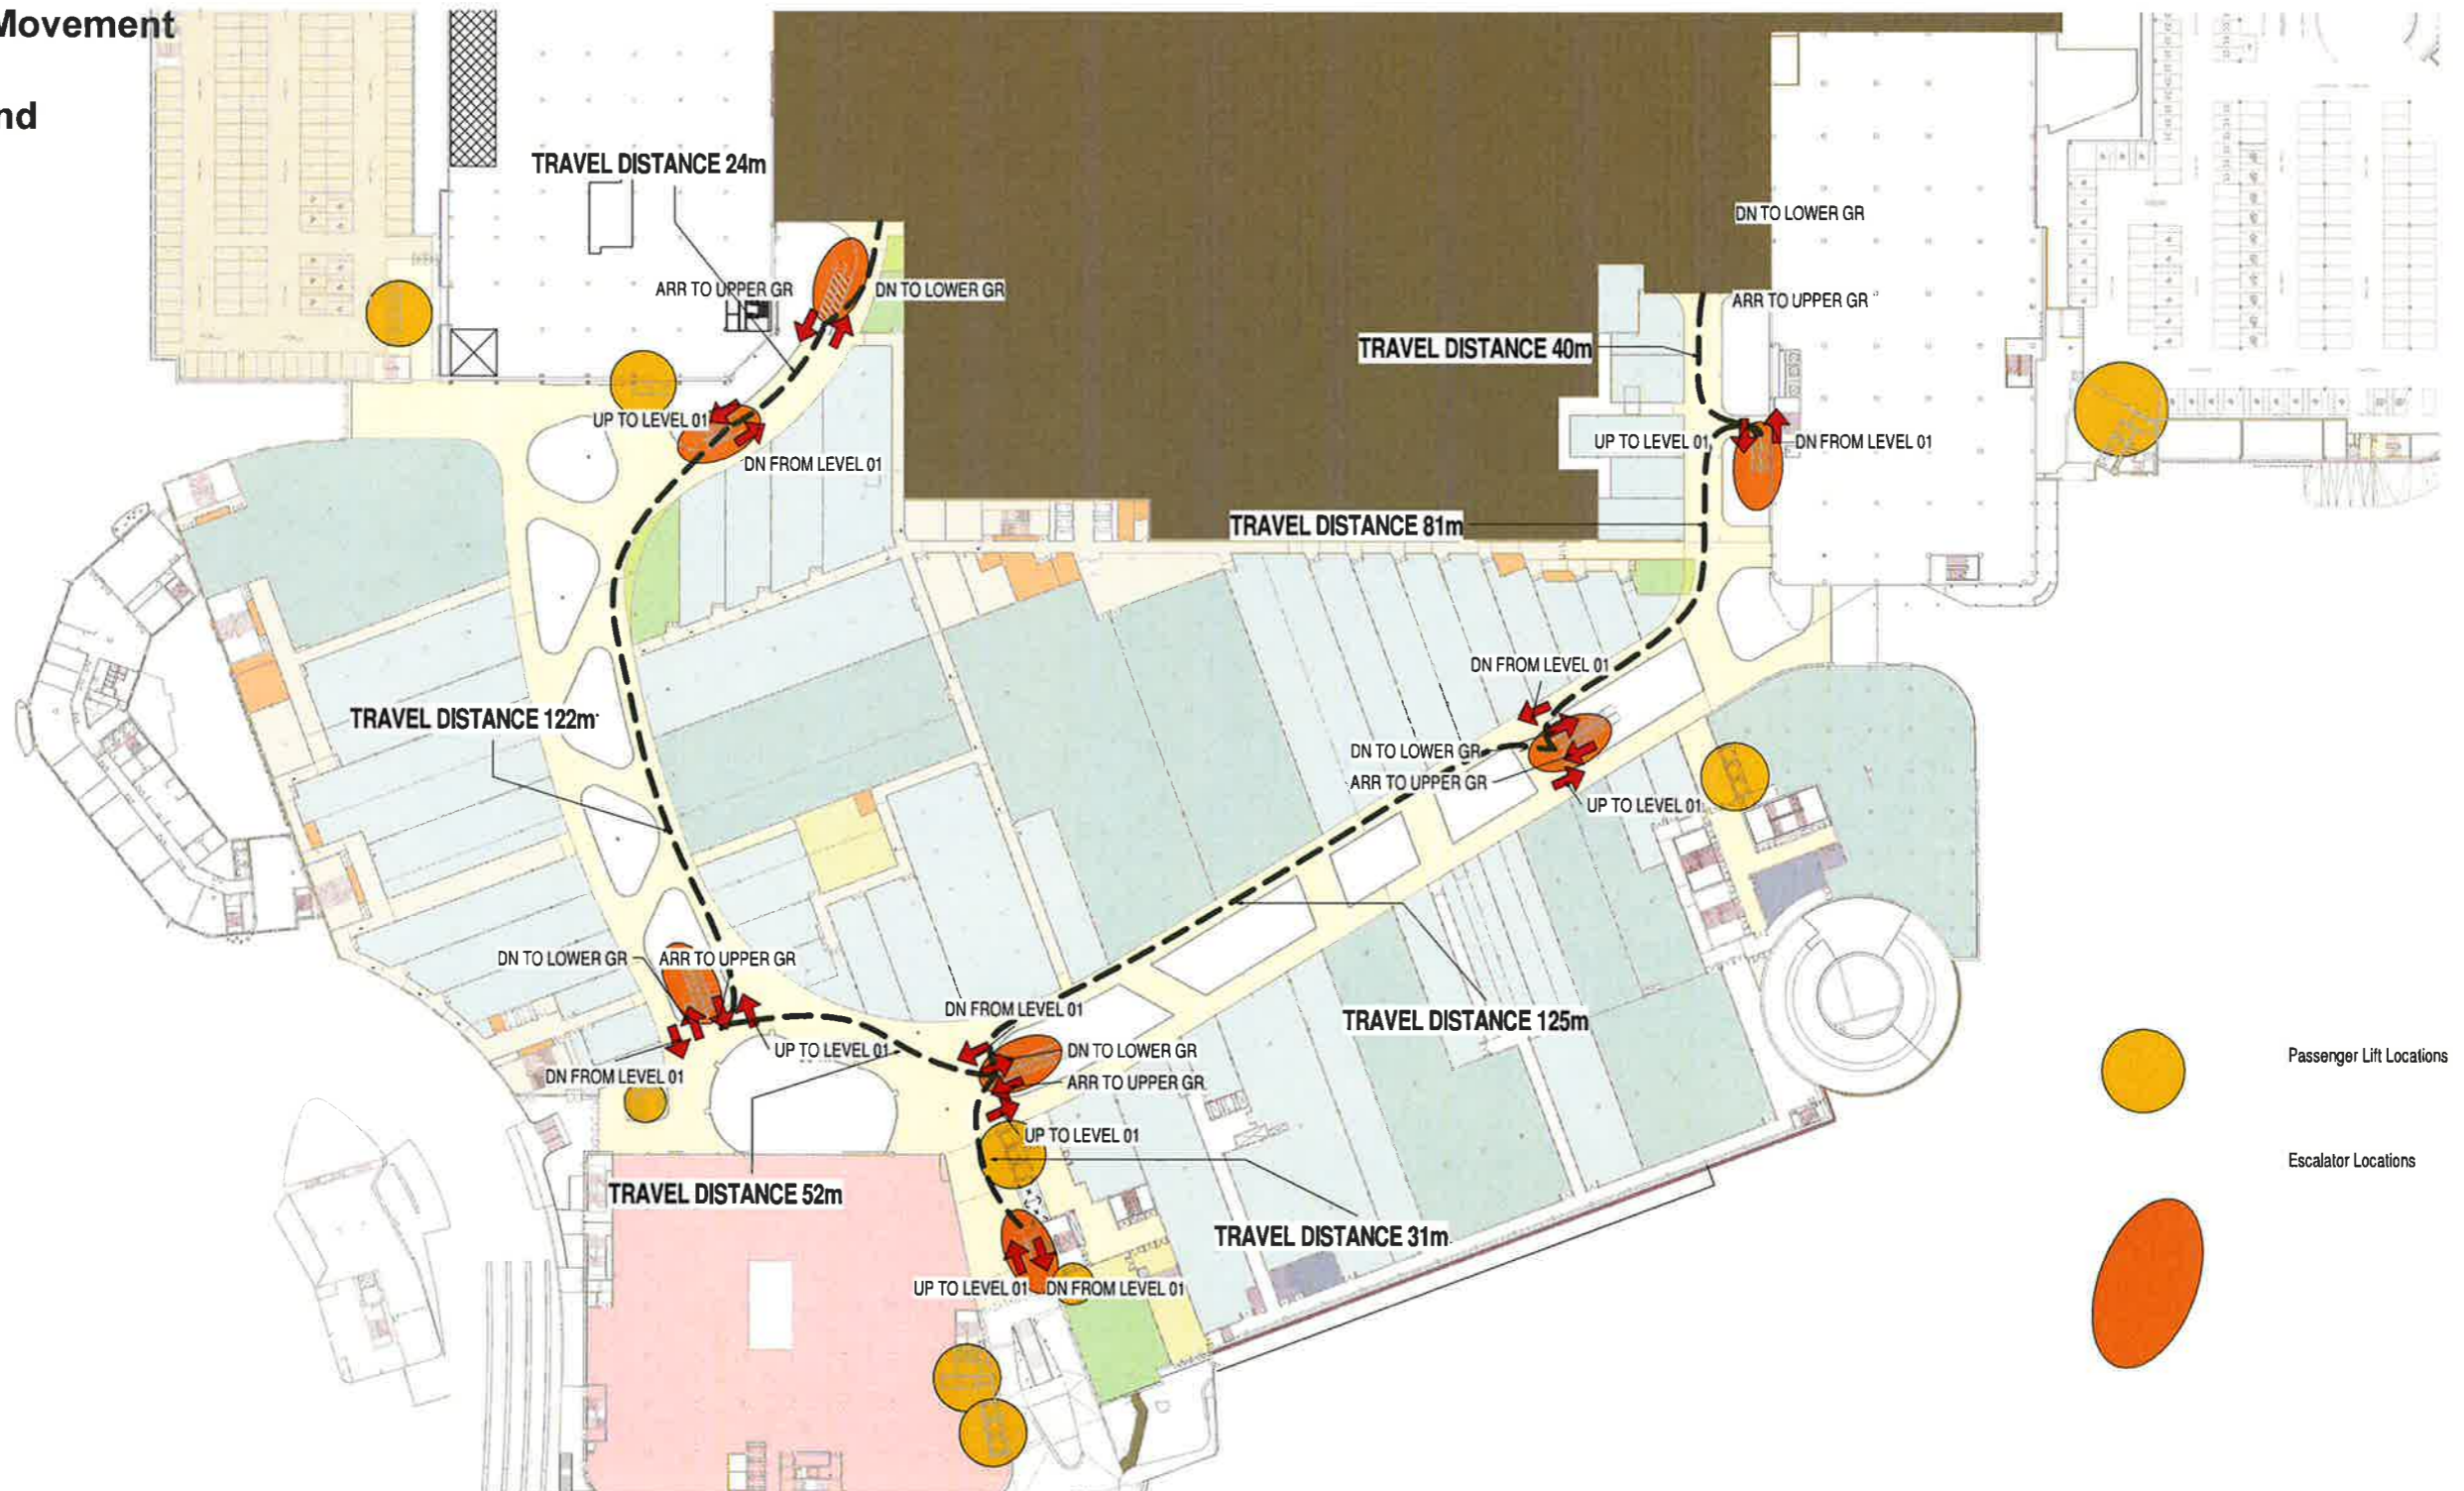 Movement
nd
TRAVEL DISTANCE 24m
DN TO LOWER GR
ARR TO UPPER GR
DN TO LOWER GR
ARR TO UPPER GR
TRAVEL DISTANCE 40m
UP TO LEVEL 01
DN FROM LEVEL 01
UP TO LEVEL 01
DN FROM LEVEL 01
TRAVEL DISTANCE 81m
DN FROM LEVEL 01
TRAVEL DISTANCE 122m
DN TO LOWER GR
ARR TO UPPER GR
UP TO LEVEL 01
DN TO LOWER GR
ARR TO UPPER GR
DN FROM LEVEL 01
TRAVEL DISTANCE 125m
UP TO LEVEL 01
DN TO LOWER GR
Passenger Lift Locations
DN FROM LEVEL 01
ARR TO UPPER GR
UP TO LEVEL 01
Escalator Locations
TRAVEL DISTANCE 52m
TRAVEL DISTANCE 31m
UP TO LEVEL 01
DN FROM LEVEL 01